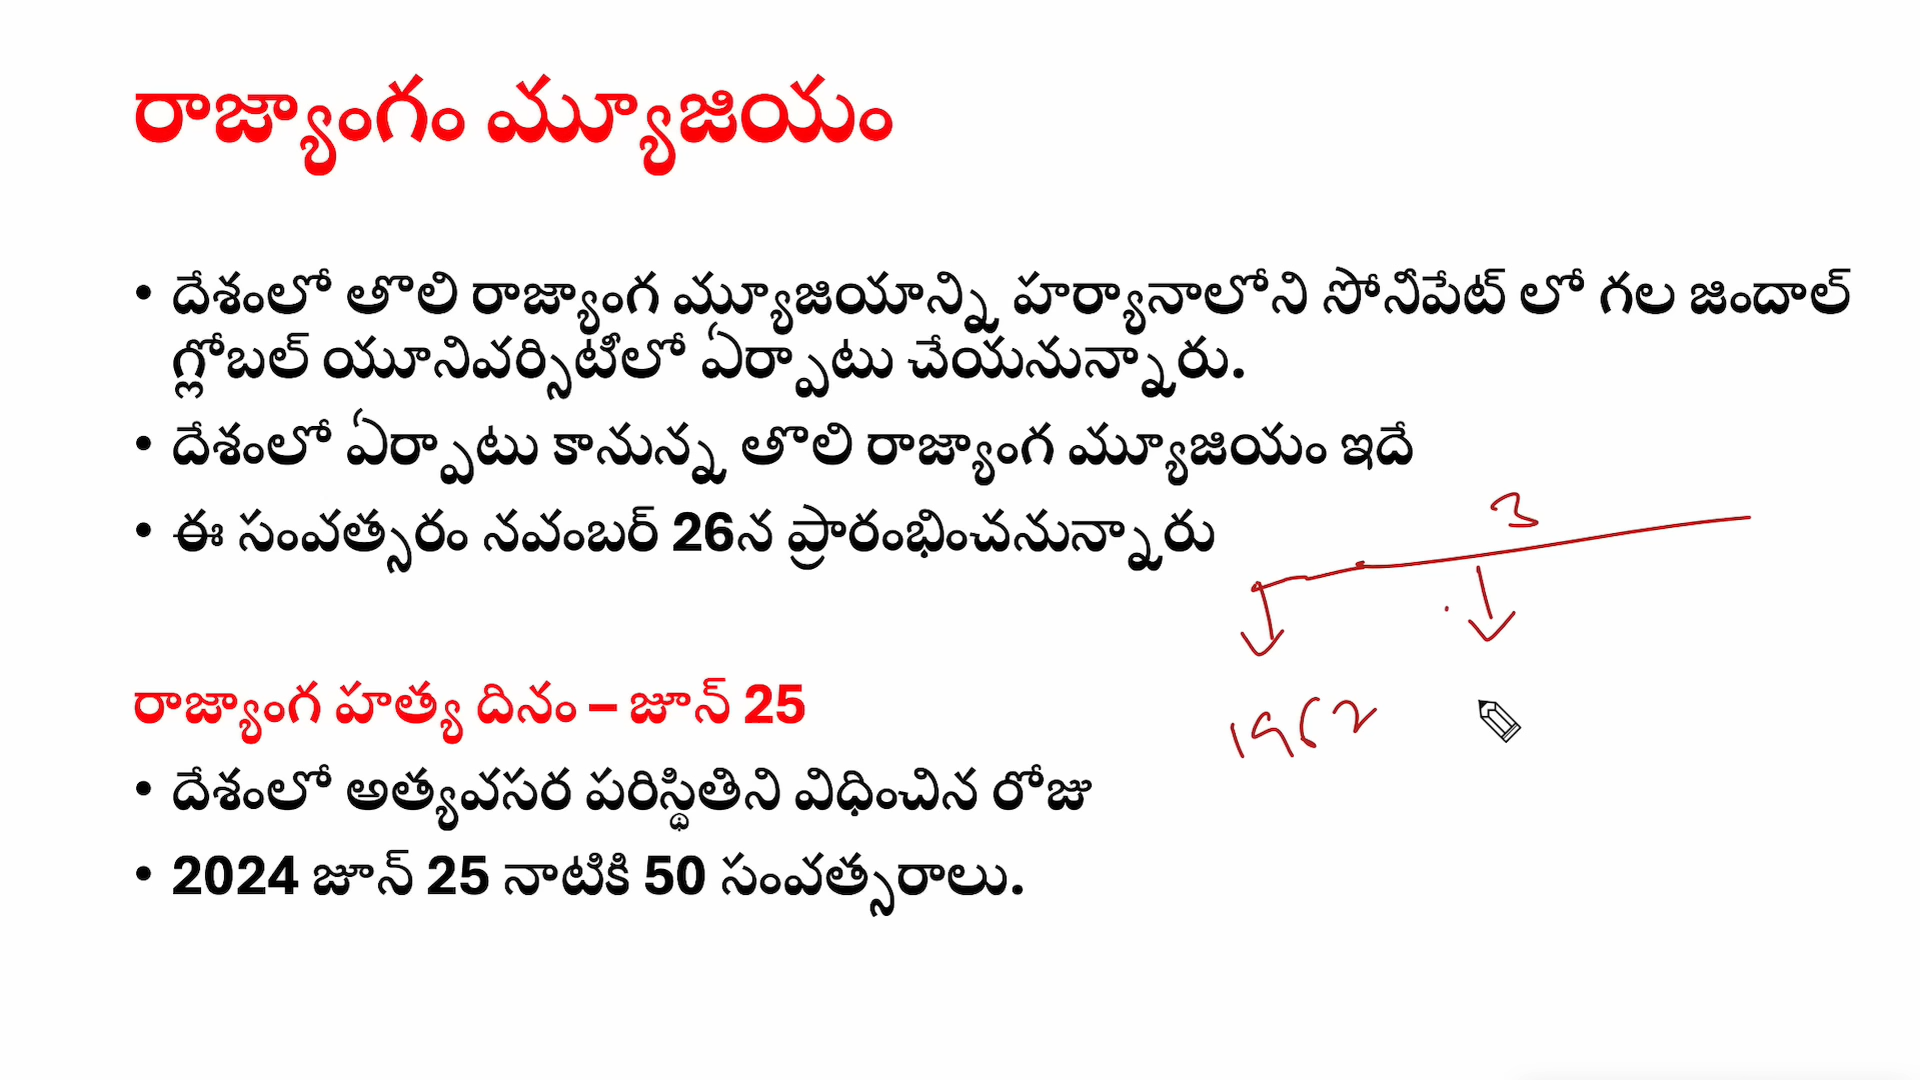 రాజ్యాంగం మ్యూజియం
• దేశంలో తొలి రాజ్యాంగ మ్యూజియాన్ని హర్యానాలోని సోనీపేట్ లో గల జిందాల్
గ్లోబల్ యూనివర్సిటీలో ఏర్పాటు చేయనున్నారు.
• దేశంలో ఏర్పాటు కానున్న తొలి రాజ్యాంగ మ్యూజియం ఇదే
• ఈ సంవత్సరం నవంబర్ 26న ప్రారంభించనున్నారు
3
1962
రాజ్యాంగ హత్య దినం – జూన్ 25
• దేశంలో అత్యవసర పరిస్థితిని విధించిన రోజు
• 2024 జూన్ 25 నాటికి 50 సంవత్సరాలు.